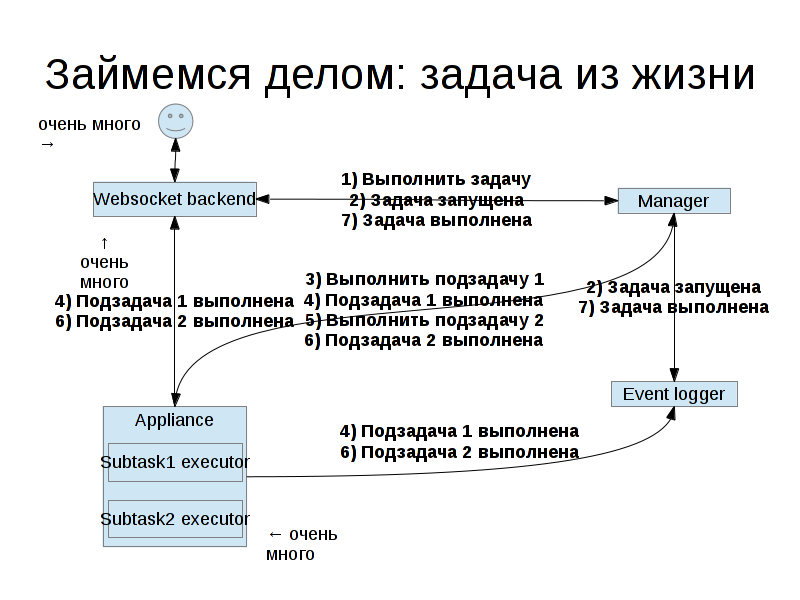 Займемся делом: задача из жизни
очень много
→
Websocket backend
1) Выполнить задачу
2) Задача запущена
7) Задача выполнена
Manager
↑
очень
много
4) Подзадача 1 выполнена
6) Подзадача 2 выполнена
3) Выполнить подзадачу 1
4) Подзадача 1 выполнена
5) Выполнить подзадачу 2
6) Подзадача 2 выполнена
2) Задача запущена
7) Задача выполнена
Event logger
Appliance
Subtask1 executor
Subtask2 executor
4) Подзадача 1 выполнена
6) Подзадача 2 выполнена
← очень
много